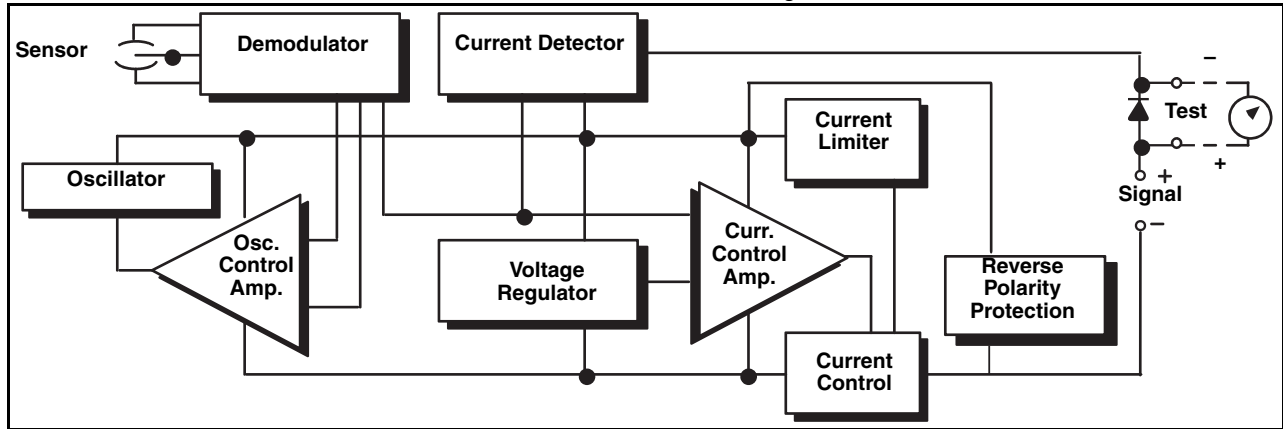 Sensor
Demodulator
Current Detector
–
Test
+
Current
Limiter
Oscillator
+
Signal
–
Osc.
Control
Amp.
Voltage
Regulator
Curr.
Control
Amp.
Reverse
Polarity
Protection
Current
Control